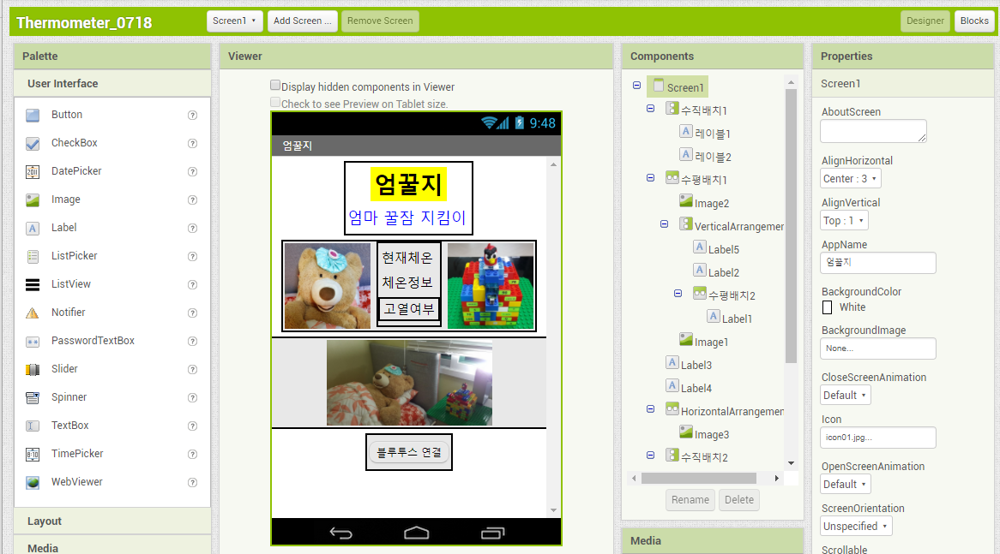 Thermometer_0718
Screen1
Add Screen ...
Remove Screen
Designer
Blocks
Palette
User Interface
Button
CheckBox
DatePicker
Image
Label
ListPicker
ListView
Notifier
PasswordTextBox
Slider
Spinner
TextBox
TimePicker
WebViewer
Layout
Media
Viewer
Display hidden components in Viewer
Check to see Preview on Tablet size.
9:48
엄꿀지
엄꿀지
엄마 꿀잠 지킴이
현재체온
체온정보
고열여부
블루투스 연결
Components
Screen1
수직배치1
레이블1
레이블2
수평배치1
Image2
VerticalArrangemer
Label5
Label2
수평배치2
Label1
Image1
Label3
Label4
HorizontalArrangemen
Image3
수직배치2
Rename
Delete
Media
Properties
Screen1
AboutScreen
AlignHorizontal
Center : 3
AlignVertical
Top : 1
AppName
엄꿀지
BackgroundColor
White
BackgroundImage
None...
CloseScreenAnimation
Default
Icon
icon01.jpg...
OpenScreenAnimation
Default
ScreenOrientation
Unspecified
Scrollable